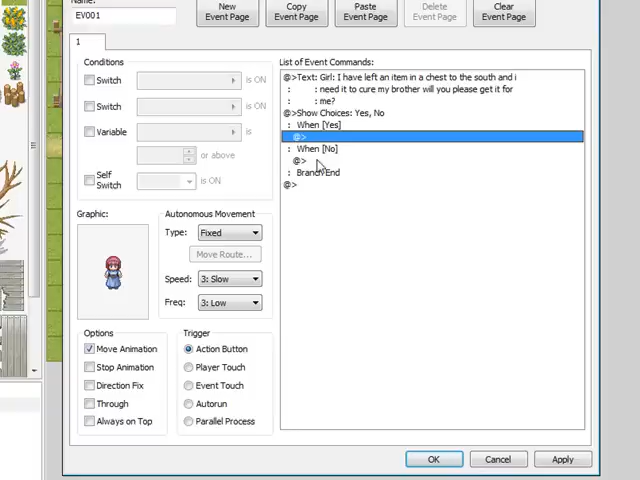 Name:
EV001
New
Event Page
Copy
Event Page
Paste
Event Page
Delete
Event Page
Clear
Event Page
1
Conditions
Switch
is ON
Switch
is ON
Variable
is
or above
Self
Switch
is ON
Graphic:
Autonomous Movement
Type:
Fixed
Move Route...
Speed:
3: Slow
Freq:
3: Low
Options
Move Animation
Stop Animation
Direction Fix
Through
Always on Top
Trigger
Action Button
Player Touch
Event Touch
Autorun
Parallel Process
List of Event Commands:
@>Text: Girl: I have left an item in a chest to the south and i
: : need it to cure my brother will you please get it for
: : me?
@>Show Choices: Yes, No
: When [Yes]
@>
: When [No]
@>
: Branch End
@>
OK
Cancel
Apply